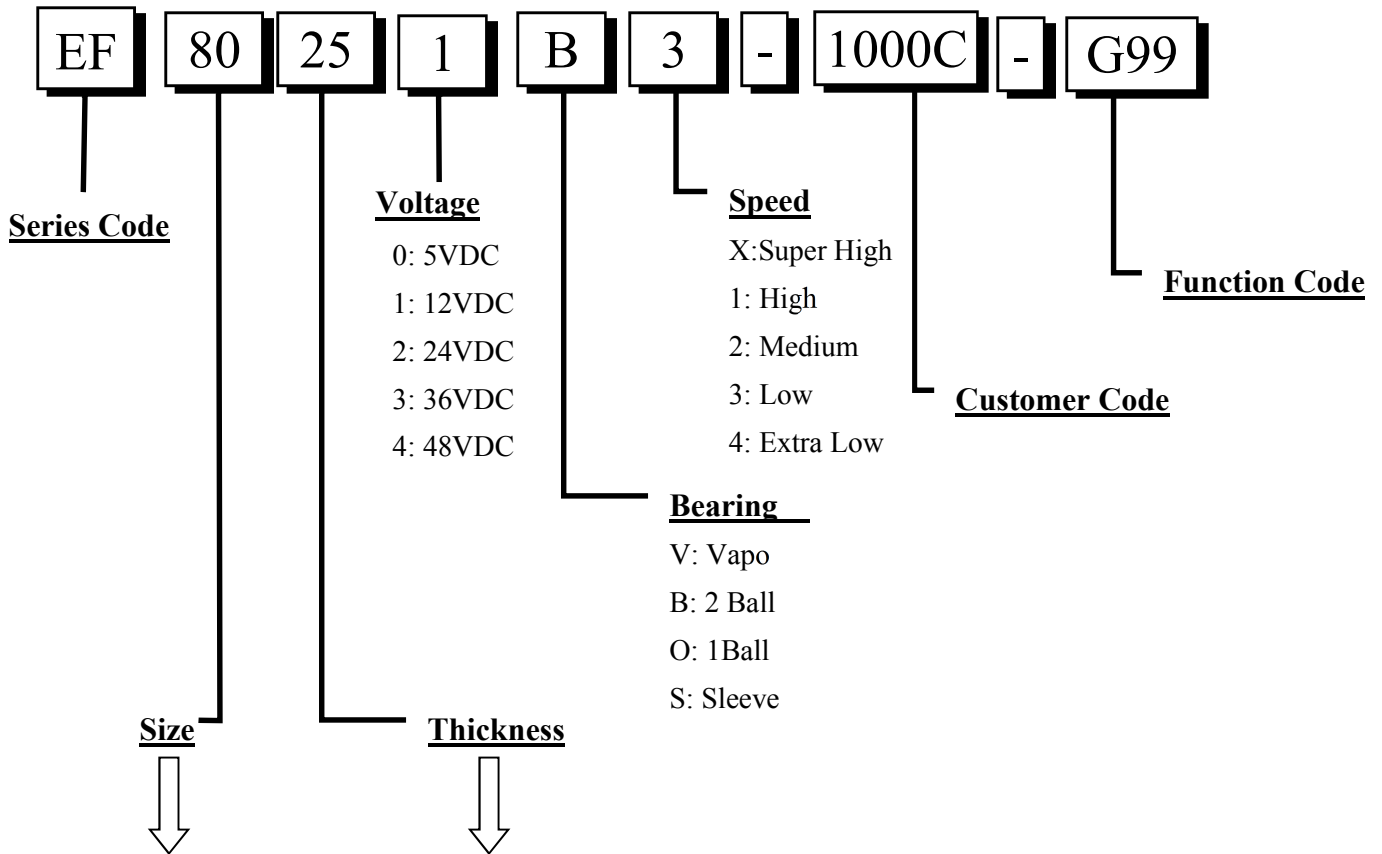 EF 80 25 1 B 3 - 1000C - G99
Series Code
Voltage
0: 5VDC
1: 12VDC
2: 24VDC
3: 36VDC
4: 48VDC
Speed
X:Super High
1: High
2: Medium
3: Low
4: Extra Low
Function Code
Customer Code
Bearing
V: Vapo
B: 2 Ball
O: 1Ball
S: Sleeve
Size
Thickness